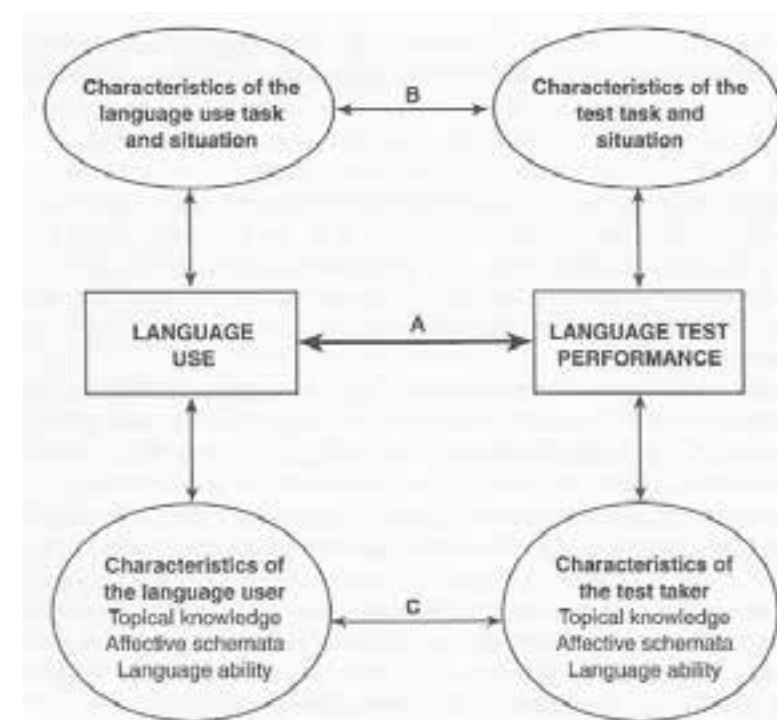 Characteristics of the
language use task
and situation
B
Characteristics of the
test task and
situation
LANGUAGE
USE
A
LANGUAGE TEST
PERFORMANCE
Characteristics of
the language user
Topical knowledge
Affective schemata
Language ability
C
Characteristics of
the test taker
Topical knowledge
Affective schemata
Language ability